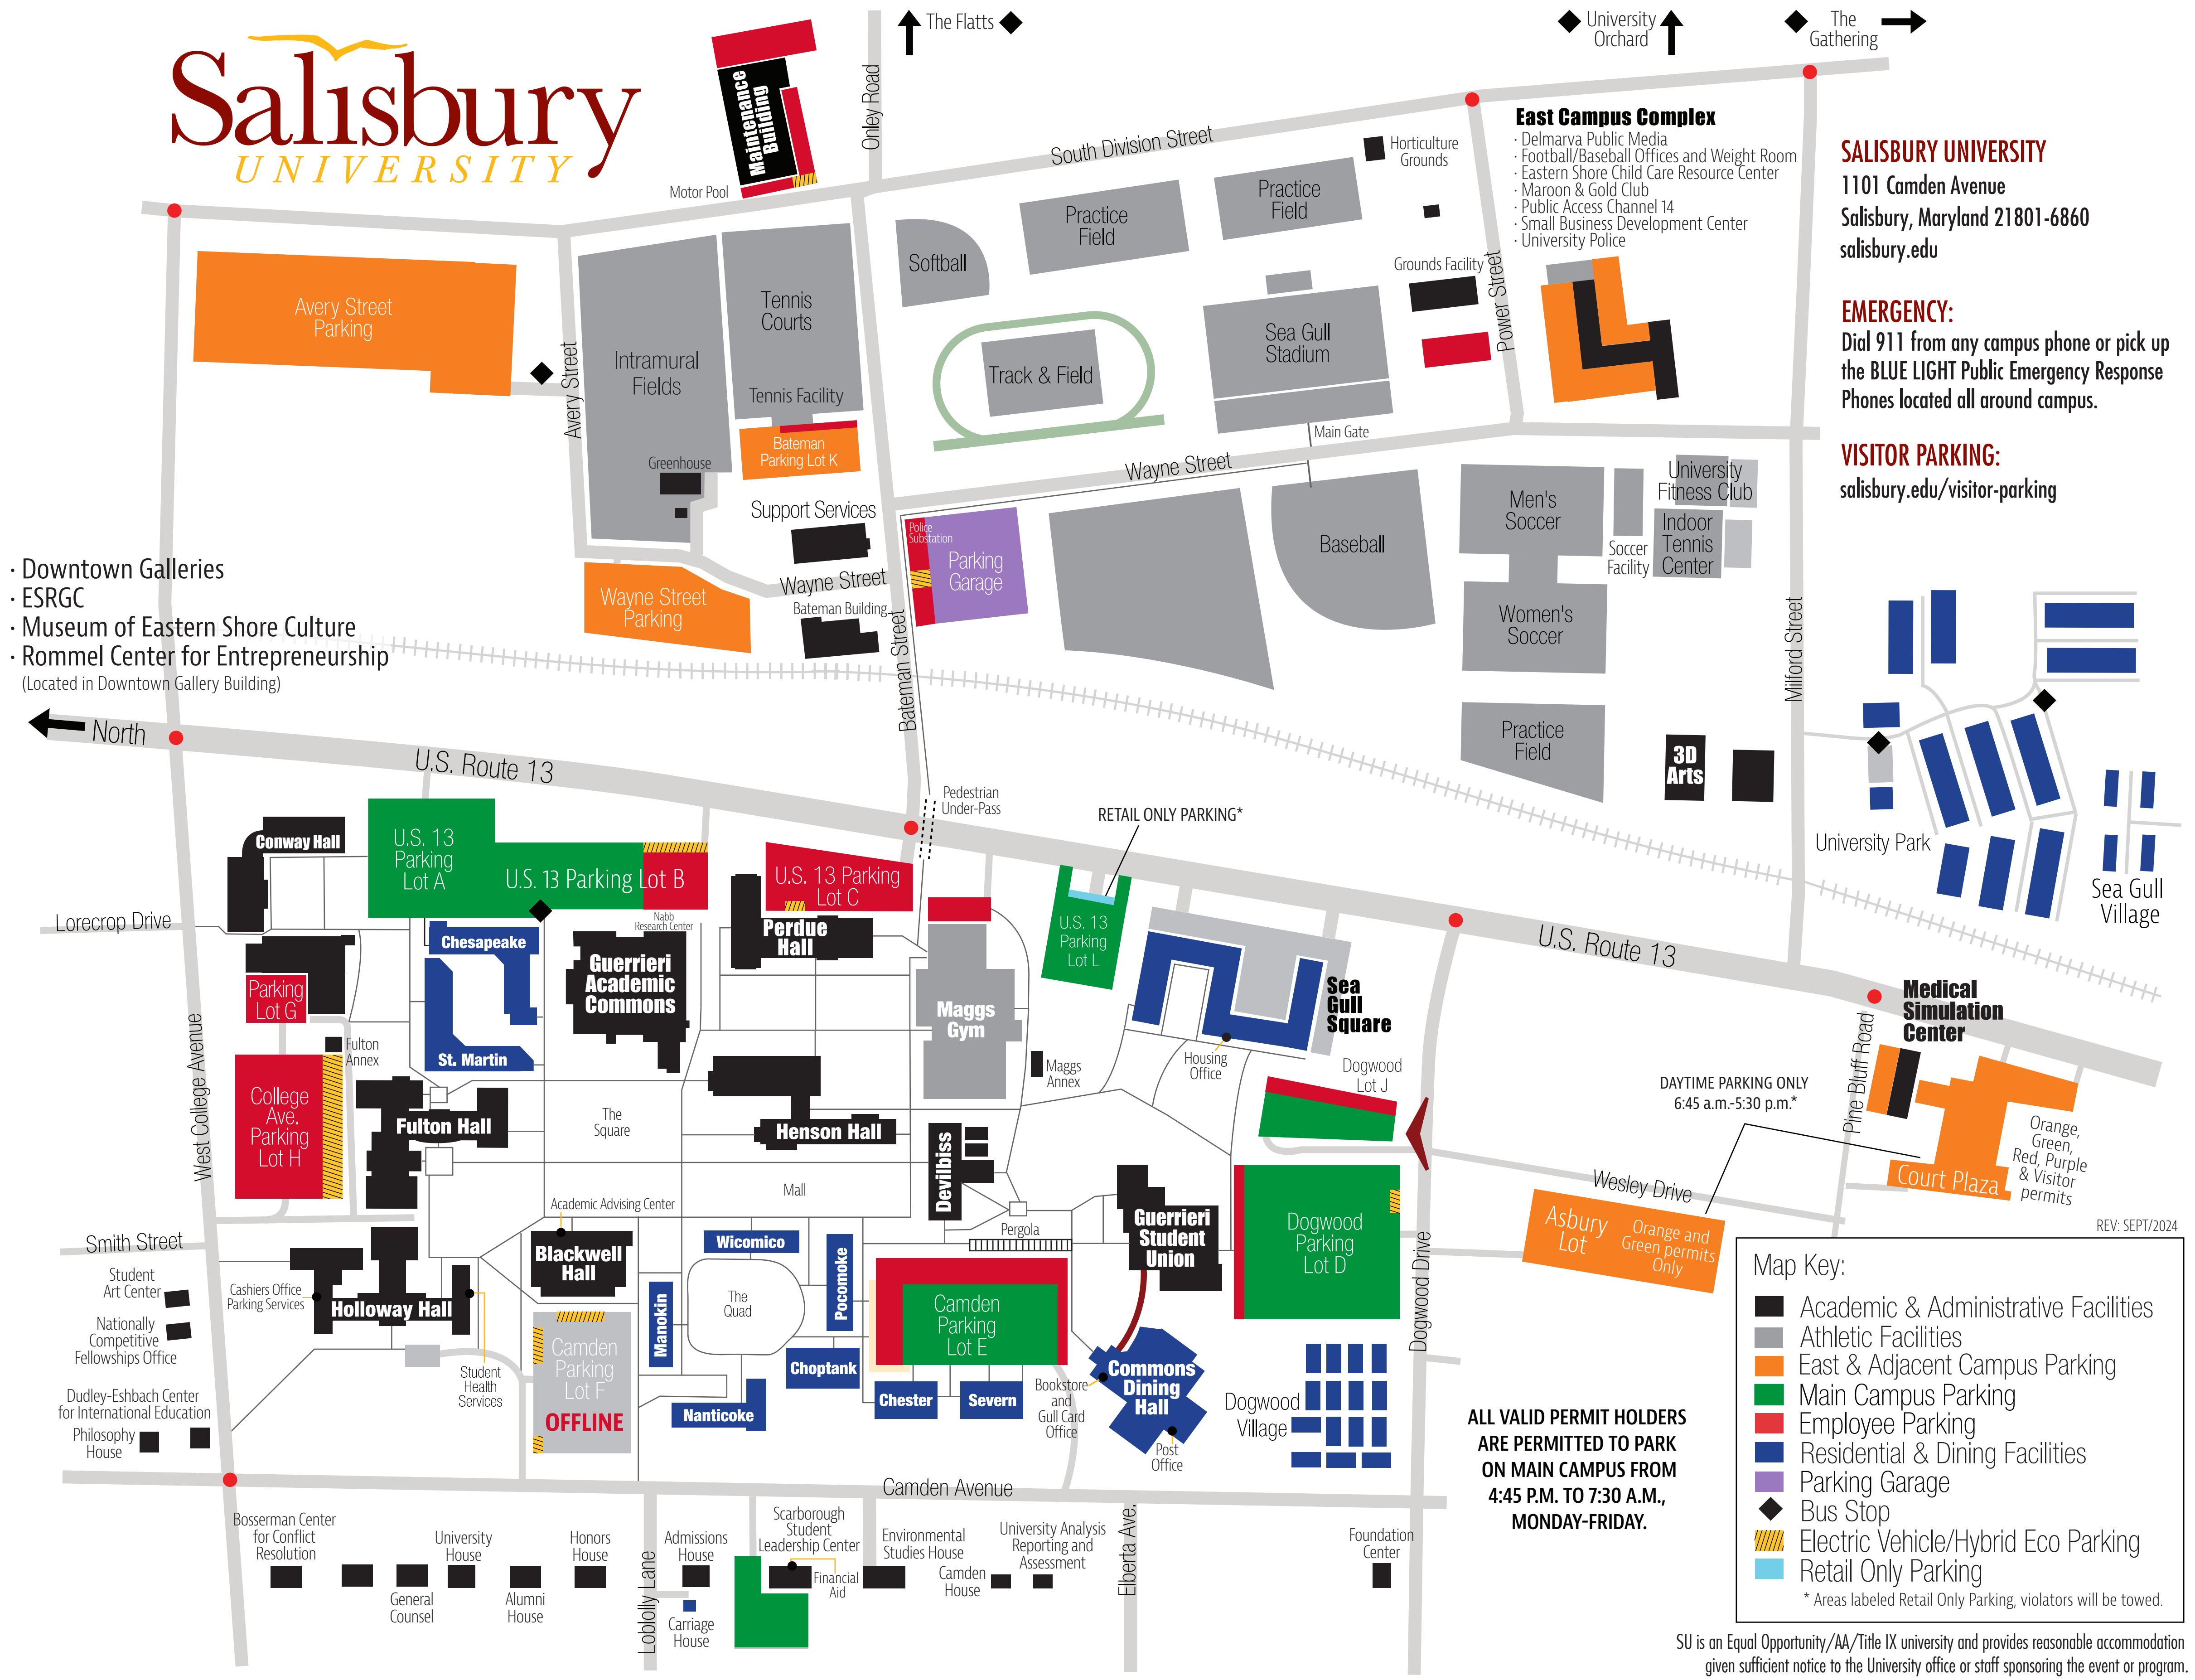 Salisbury
UNIVERSITY
The Flatts
University
Orchard
The
Gathering
Maintenance
Building
Motor Pool
Onley Road
South Division Street
Horticulture
Grounds
Practice
Field
Practice
Field
Softball
East Campus Complex
· Delmarva Public Media
· Football/Baseball Offices and Weight Room
· Eastern Shore Child Care Resource Center
· Maroon & Gold Club
· Public Access Channel 14
· Small Business Development Center
· University Police
SALISBURY UNIVERSITY
1101 Camden Avenue
Salisbury, Maryland 21801-6860
salisbury.edu
EMERGENCY:
Dial 911 from any campus phone or pick up
the BLUE LIGHT Public Emergency Response
Phones located all around campus.
VISITOR PARKING:
salisbury.edu/visitor-parking
Avery Street
Parking
Avery Street
Intramural
Fields
Tennis
Courts
Tennis Facility
Bateman
Parking Lot K
Greenhouse
Track & Field
Sea Gull
Stadium
Grounds Facility
Power Street
Main Gate
Wayne Street
Support Services
Police
Substation
Parking
Garage
Baseball
Men's
Soccer
Women's
Soccer
Soccer
Facility
University
Fitness Club
Indoor
Tennis
Center
Wayne Street
Parking
Wayne Street
Bateman Building
Bateman Street
Milford Street
· Downtown Galleries
· ESRGC
· Museum of Eastern Shore Culture
· Rommel Center for Entrepreneurship
(Located in Downtown Gallery Building)
North
U.S. Route 13
Practice
Field
3D
Arts
University Park
Sea Gull
Village
Pedestrian
Under-Pass
RETAIL ONLY PARKING*
Conway Hall
U.S. 13
Parking
Lot A
U.S. 13 Parking Lot B
U.S. 13 Parking
Lot C
U.S. 13
Parking
Lot L
Lorecrop Drive
Chesapeake
Nabb
Research Center
Guerrieri
Academic
Commons
Perdue
Hall
Maggs
Gym
Maggs
Annex
Sea
Gull
Square
Housing
Office
U.S. Route 13
Medical
Simulation
Center
Parking
Lot G
Fulton
Annex
St. Martin
West College Avenue
College
Ave.
Parking
Lot H
Fulton Hall
The
Square
Henson Hall
Devilbiss
Dogwood
Lot J
DAYTIME PARKING ONLY
6:45 a.m.-5:30 p.m.*
Pine Bluff Road
Court Plaza
Orange,
Green,
Red, Purple
& Visitor
permits
Wesley Drive
Asbury
Lot
Orange and
Green permits
Only
Mall
Academic Advising Center
Pergola
Guerrieri
Student
Union
Dogwood
Parking
Lot D
Dogwood Drive
Smith Street
Student
Art Center
Nationally
Competitive
Fellowships Office
Cashiers Office
Parking Services
Holloway Hall
Blackwell
Hall
Wicomico
Pocomoke
Manokin
The
Quad
Camden
Parking
Lot E
Camden
Parking
Lot F
OFFLINE
Student
Health
Services
Choptank
Nanticoke
Chester
Severn
Bookstore
and
Gull Card
Office
Commons
Dining
Hall
Post
Office
Dogwood
Village
Dudley-Eshbach Center
for International Education
Philosophy
House
ALL VALID PERMIT HOLDERS
ARE PERMITTED TO PARK
ON MAIN CAMPUS FROM
4:45 P.M. TO 7:30 A.M.,
MONDAY-FRIDAY.
Camden Avenue
Bosserman Center
for Conflict
Resolution
General
Counsel
University
House
Alumni
House
Honors
House
Loblolly Lane
Admissions
House
Carriage
House
Scarborough
Student
Leadership Center
Financial
Aid
Environmental
Studies House
Camden
House
University Analysis
Reporting and
Assessment
Elberta Ave.
Foundation
Center
REV: SEPT/2024
Map Key:
Academic & Administrative Facilities
Athletic Facilities
East & Adjacent Campus Parking
Main Campus Parking
Employee Parking
Residential & Dining Facilities
Parking Garage
Bus Stop
Electric Vehicle/Hybrid Eco Parking
Retail Only Parking
* Areas labeled Retail Only Parking, violators will be towed.
SU is an Equal Opportunity/AA/Title IX university and provides reasonable accommodation
given sufficient notice to the University office or staff sponsoring the event or program.